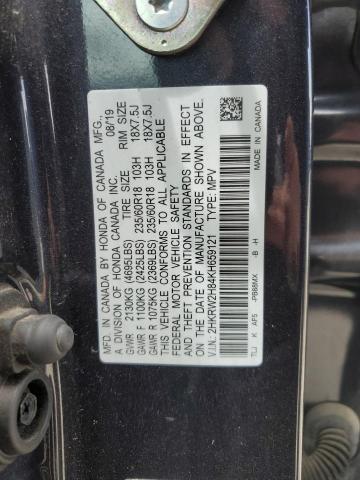 MFD. IN CANADA BY HONDA OF CANADA MFG.,
A DIVISION OF HONDA CANADA INC. 08/19
TIRE SIZE RIM SIZE
GVWR 2130KG (4695LBS)
GAWR F 1100KG (2425LBS) 235/60R18 103H 18X7.5J
GAWR R 1075KG (2369LBS) 235/60R18 103H 18X7.5J
THIS VEHICLE CONFORMS TO ALL APPLICABLE
FEDERAL MOTOR VEHICLE SAFETY
AND THEFT PREVENTION STANDARDS IN EFFECT
ON THE DATE OF MANUFACTURE SHOWN ABOVE.
V.I.N.: 2HKRW2H84KH659121 TYPE: MPV
TLJ K AF5 -PB88MX -B -H MADE IN CANADA